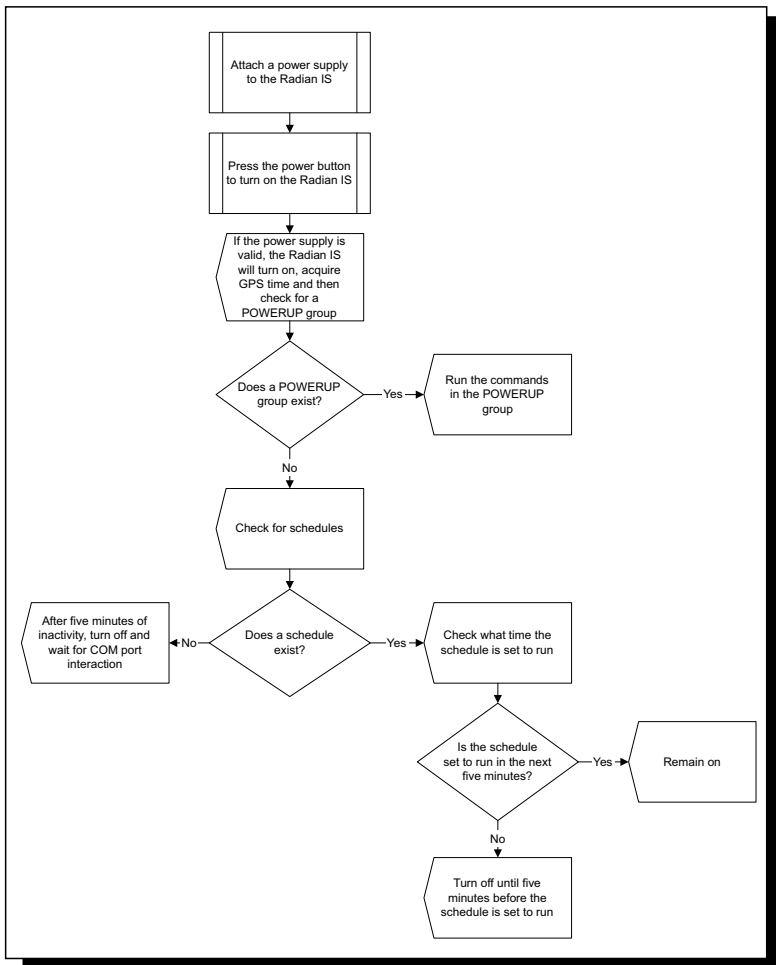 Attach a power supply
to the Radian IS
Press the power button
to turn on the Radian IS
If the power supply is
valid, the Radian IS
will turn on, acquire
GPS time and then
check for a
POWERUP group
Does a POWERUP
group exist?
Yes
Run the commands
in the POWERUP
group
No
Check for schedules
After five minutes of
inactivity, turn off and
wait for COM port
interaction
No
Does a schedule
exist?
Yes
Check what time the
schedule is set to run
Is the schedule
set to run in the next
five minutes?
Yes
Remain on
No
Turn off until five
minutes before the
schedule is set to run